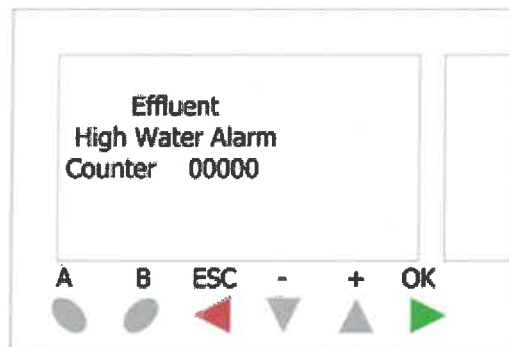 Effluent
High Water Alarm
Counter 00000
A B ESC - + OK